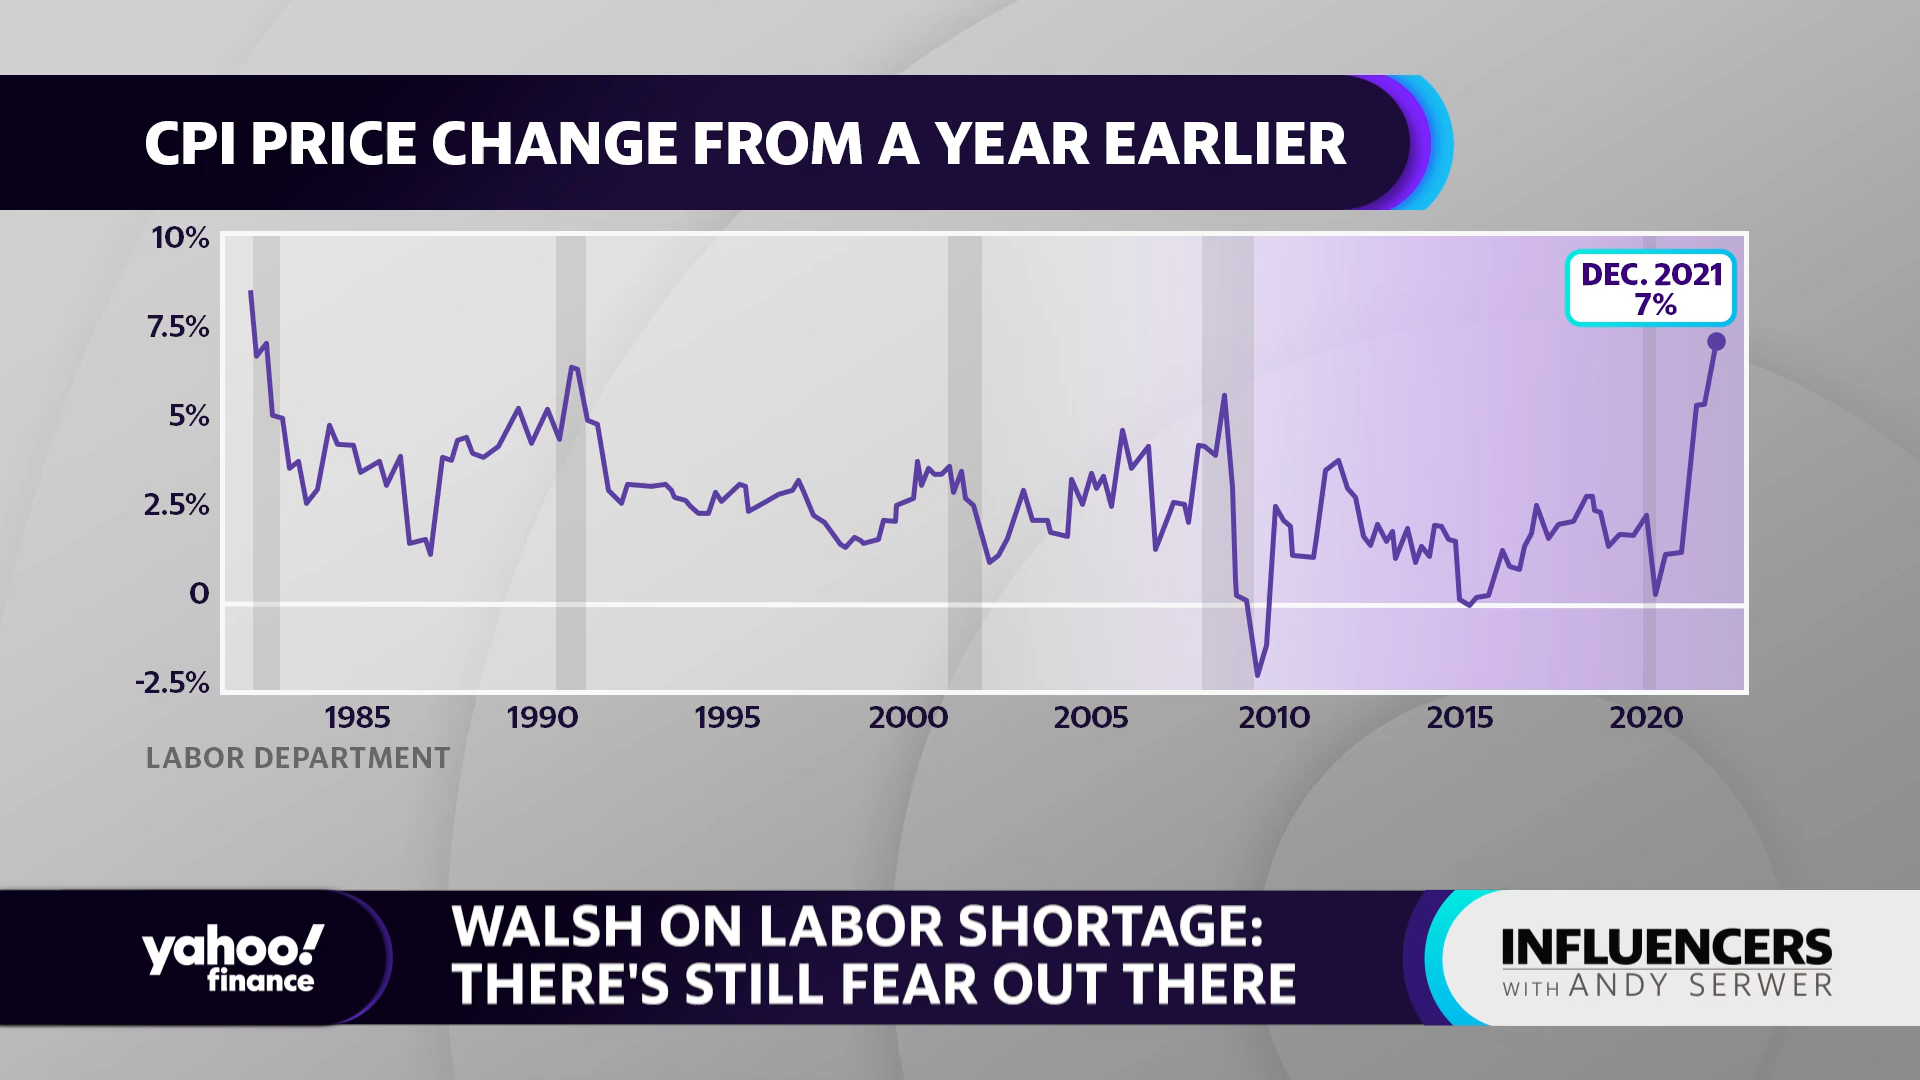 CPI PRICE CHANGE FROM A YEAR EARLIER
10%
7.5%
5%
2.5%
0
-2.5%
DEC. 2021
7%
1985 1990 1995 2000 2005 2010 2015 2020
LABOR DEPARTMENT
yahoo!
finance
WALSH ON LABOR SHORTAGE:
THERE'S STILL FEAR OUT THERE
INFLUENCERS
WITH ANDY SERWER